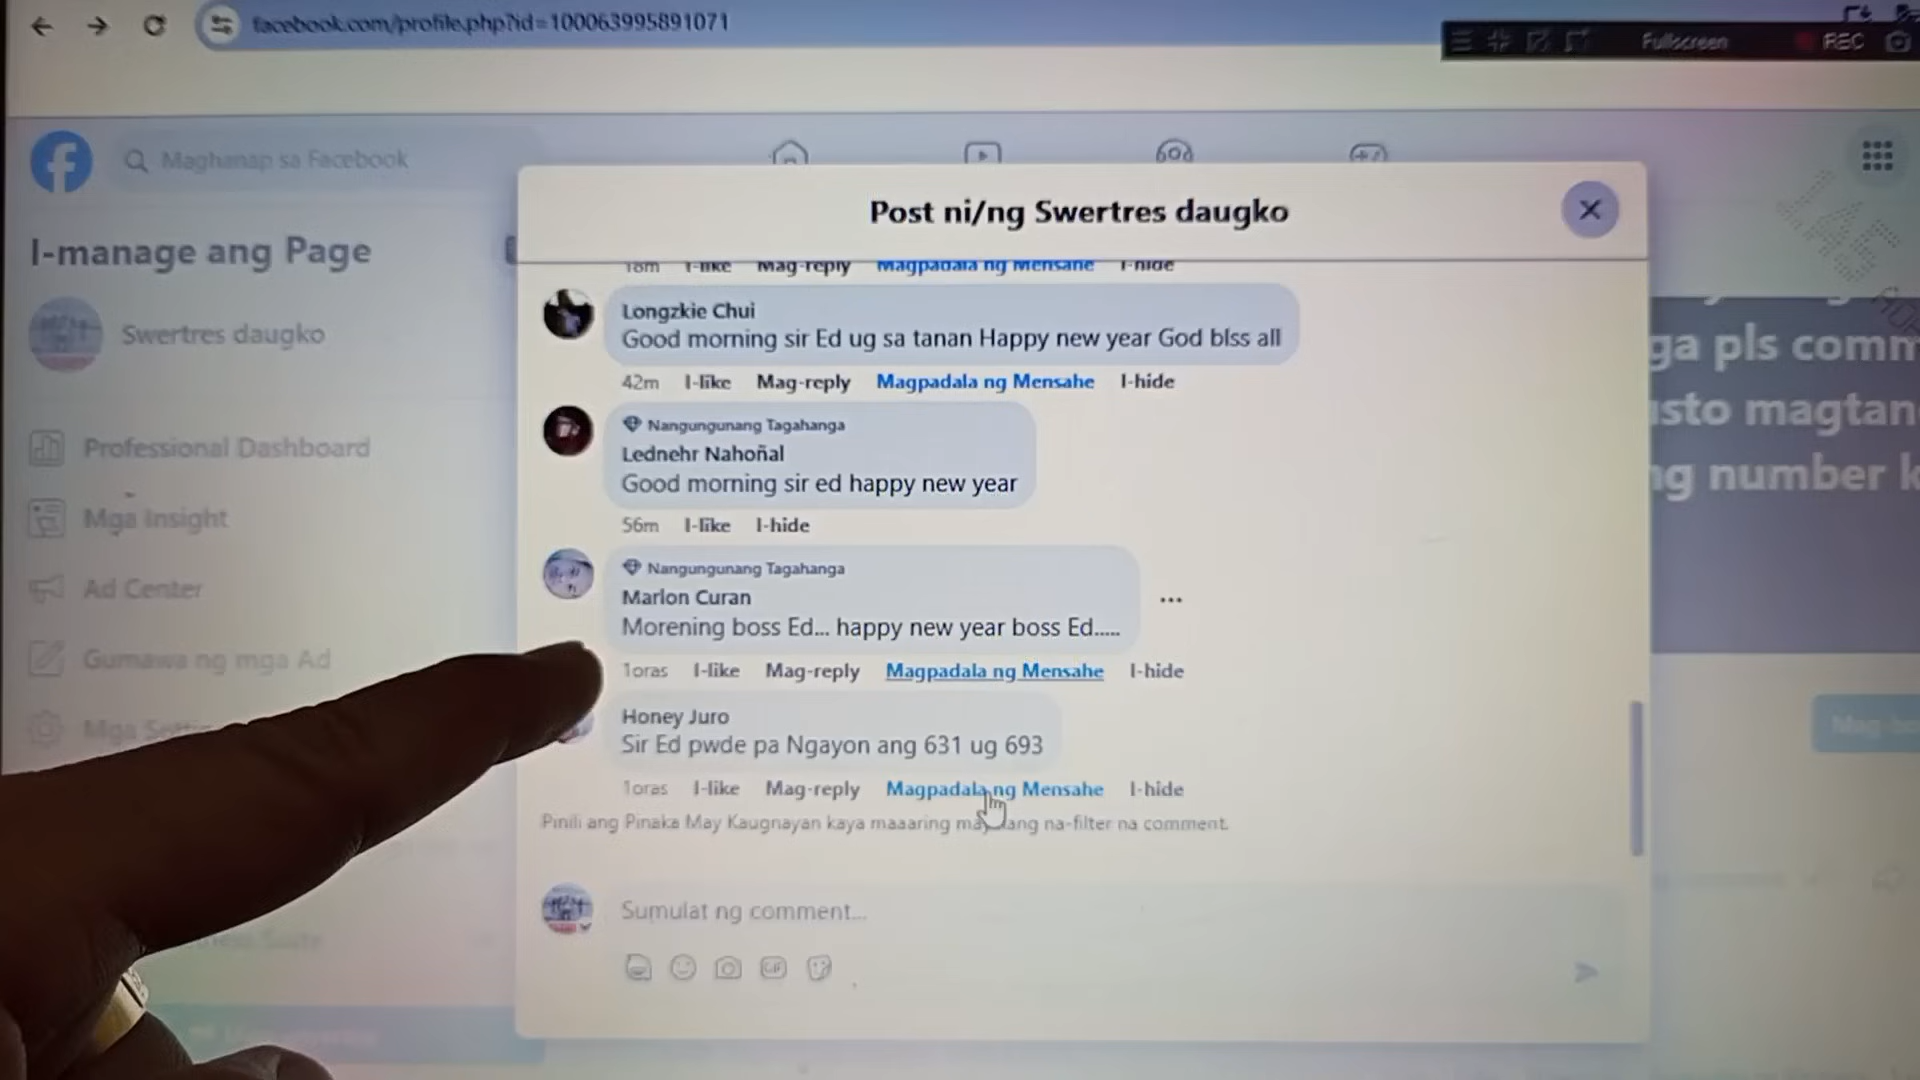 facebook.com/profile.php?id=100063995891071
Fullscreen
REC
Maghanap sa Facebook
Post ni/ng Swertres daugko
I-manage ang Page
Swertres daugko
Professional Dashboard
Mga Insight
Ad Center
Gumawa ng mga Ad
Mga
18m I-like Mag-reply Magpadala ng Mensahe I-hide
Longzkie Chui
Good morning sir Ed ug sa tanan Happy new year God blss all
42m I-like Mag-reply Magpadala ng Mensahe I-hide
Nangungunang Tagahanga
Lednehr Nahoñal
Good morning sir ed happy new year
56m I-like I-hide
Nangungunang Tagahanga
Marlon Curan
Morening boss Ed... happy new year boss Ed.....
1oras I-like Mag-reply Magpadala ng Mensahe I-hide
Honey Juro
Sir Ed pwde pa Ngayon ang 631 ug 693
1oras I-like Mag-reply Magpadala ng Mensahe I-hide
Pinili ang Pinaka May Kaugnayan kaya maaaring may ilang na-filter na comment.
Sumulat ng comment...
GIF
ga pls comm
usto magtan
ng number k